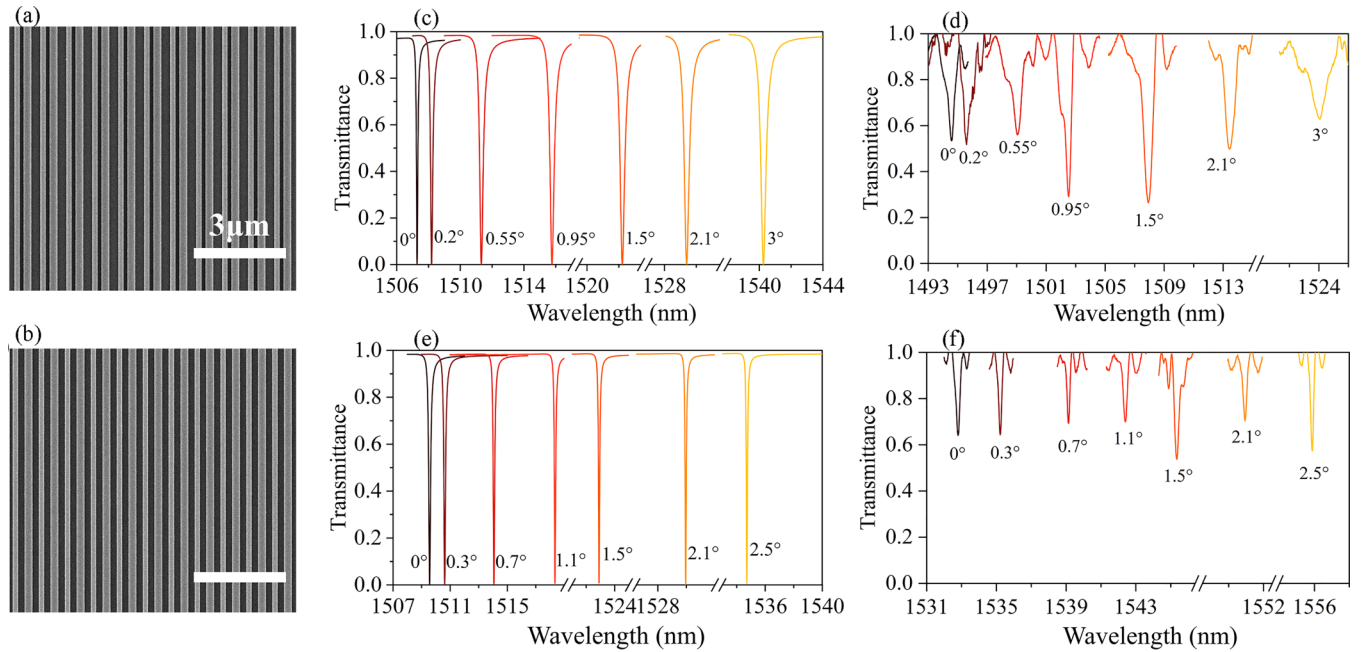 (a)
3μm
(b)
(c)
Transmittance
1.0
0.8
0.6
0.4
0.2
0.0
0° 0.2° 0.55° 0.95° 1.5° 2.1° 3°
1506 1510 1514 1520 1528 1540 1544
Wavelength (nm)
(d)
Transmittance
1.0
0.8
0.6
0.4
0.2
0.0
0° 0.2° 0.55° 0.95° 1.5° 2.1° 3°
1493 1497 1501 1505 1509 1513 1524
Wavelength (nm)
(e)
Transmittance
1.0
0.8
0.6
0.4
0.2
0.0
0° 0.3° 0.7° 1.1° 1.5° 2.1° 2.5°
1507 1511 1515 1524 1528 1536 1540
Wavelength (nm)
(f)
Transmittance
1.0
0.8
0.6
0.4
0.2
0.0
0° 0.3° 0.7° 1.1° 1.5° 2.1° 2.5°
1531 1535 1539 1543 1552 1556
Wavelength (nm)